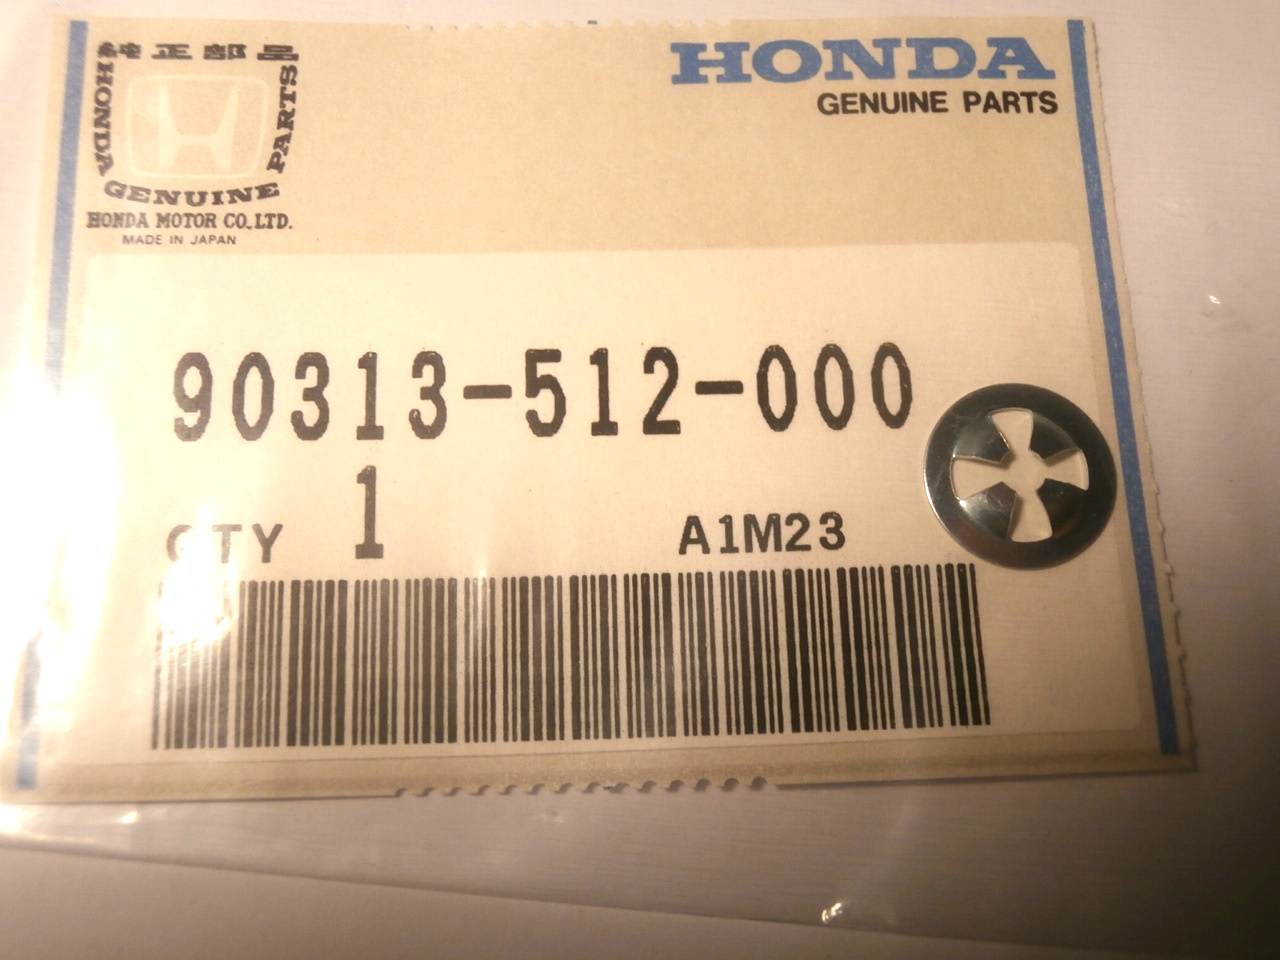 純正部品
HONDA
PARTS
GENUINE
HONDA MOTOR CO.,LTD.
MADE IN JAPAN
HONDA
GENUINE PARTS
90313-512-000
1
QTY
A1M23